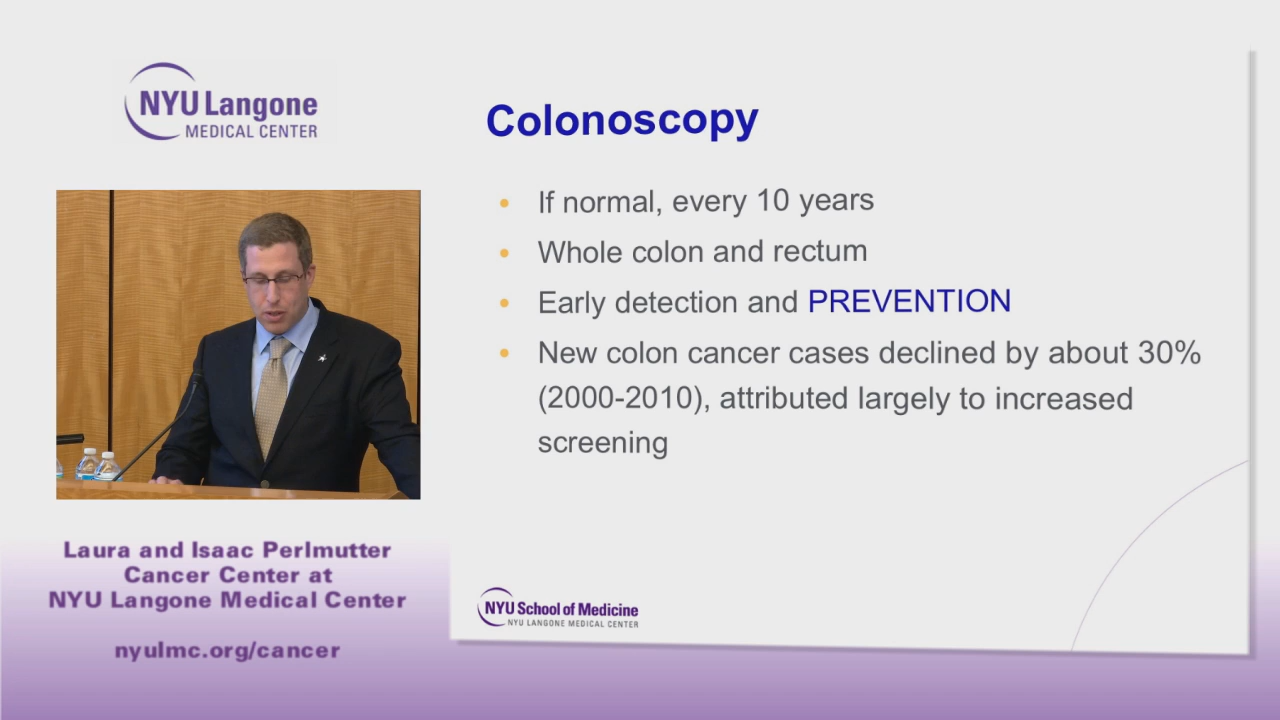 NYU Langone
MEDICAL CENTER
Colonoscopy
• If normal, every 10 years
• Whole colon and rectum
• Early detection and PREVENTION
• New colon cancer cases declined by about 30%
(2000-2010), attributed largely to increased
screening
Laura and Isaac Perlmutter
Cancer Center at
NYU Langone Medical Center
nyulmc.org/cancer
NYU School of Medicine
NYU LANGONE MEDICAL CENTER